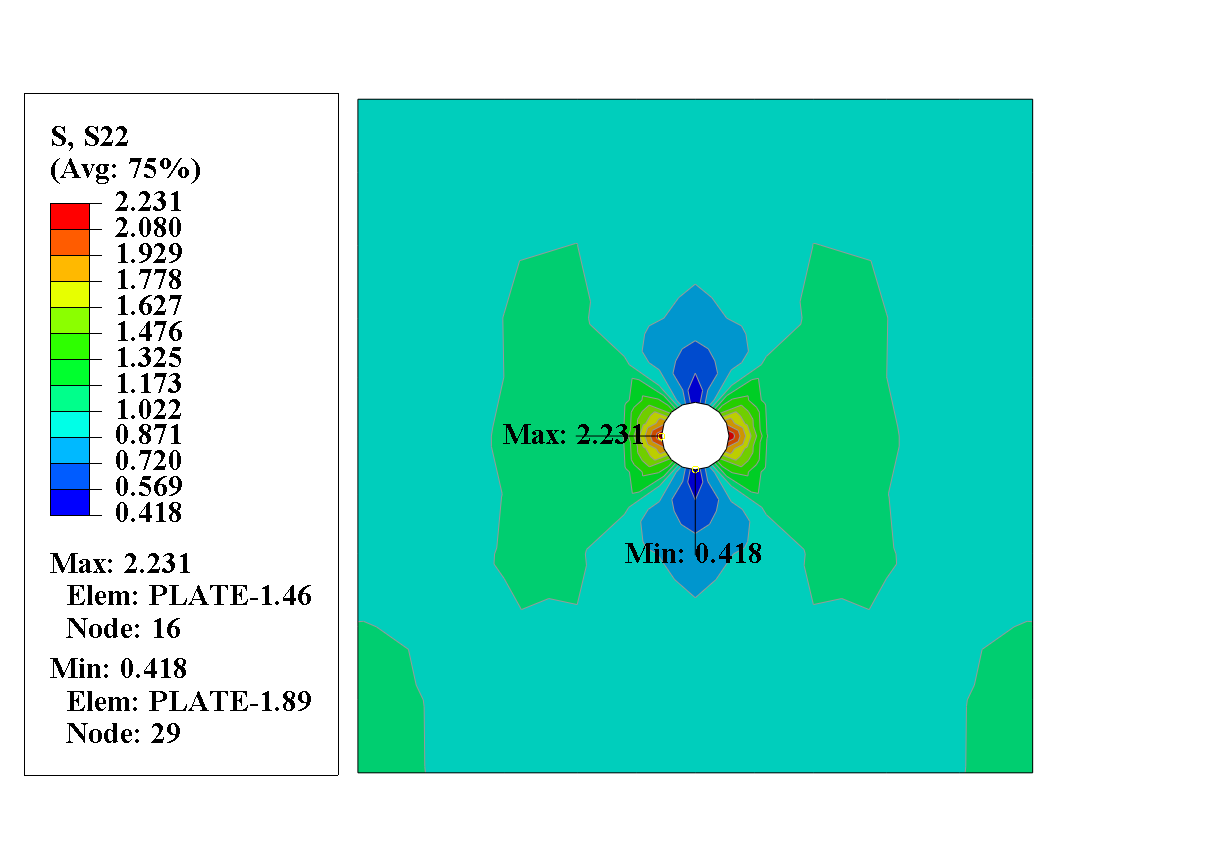 S, S22
(Avg: 75%)
2.231
2.080
1.929
1.778
1.627
1.476
1.325
1.173
1.022
0.871
0.720
0.569
0.418
Max: 2.231
Elem: PLATE-1.46
Node: 16
Min: 0.418
Elem: PLATE-1.89
Node: 29
Max: 2.231
Min: 0.418